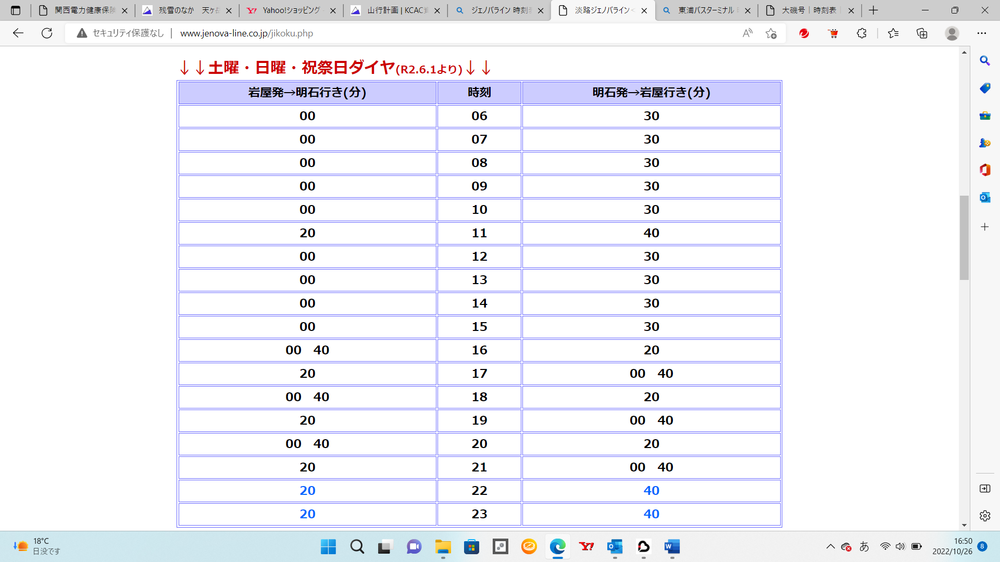 関西電力健康保険
残雪のなか　天ヶ岳
Yahoo!ショッピング -
山行計画 | KCAC
ジェノバライン 時刻
淡路ジェノバライン <
東浦バスターミナル
大磯号｜時刻表
セキュリティ保護なし
www.jenova-line.co.jp/jikoku.php
↓↓土曜・日曜・祝祭日ダイヤ(R2.6.1より)↓↓
岩屋発→明石行き(分) 時刻 明石発→岩屋行き(分)
00 06 30
00 07 30
00 08 30
00 09 30
00 10 30
20 11 40
00 12 30
00 13 30
00 14 30
00 15 30
00 40 16 20
20 17 00 40
00 40 18 20
20 19 00 40
00 40 20 20
20 21 00 40
20 22 40
20 23 40
18°C
日没です
あ
16:50
2022/10/26
8